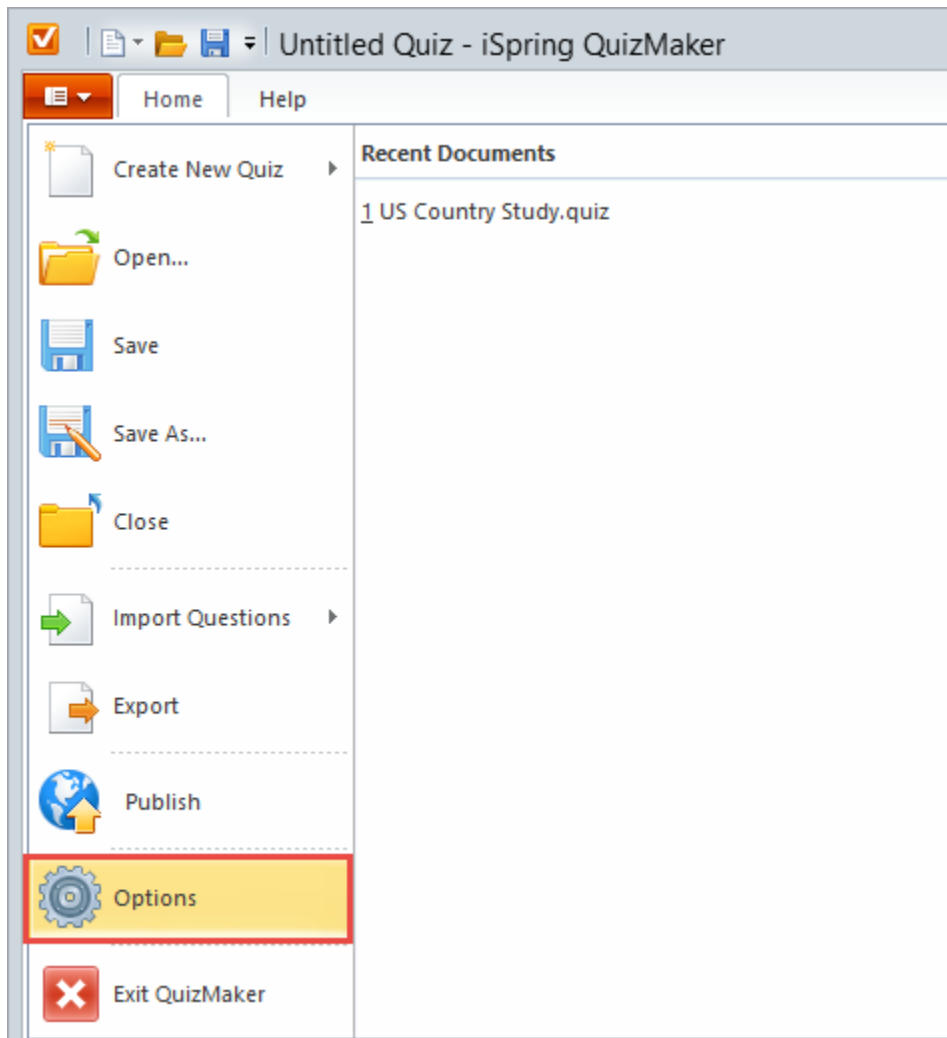 Untitled Quiz - iSpring QuizMaker
Home Help
Create New Quiz
Open...
Save
Save As...
Close
Import Questions
Export
Publish
Options
Exit QuizMaker
Recent Documents
1 US Country Study.quiz